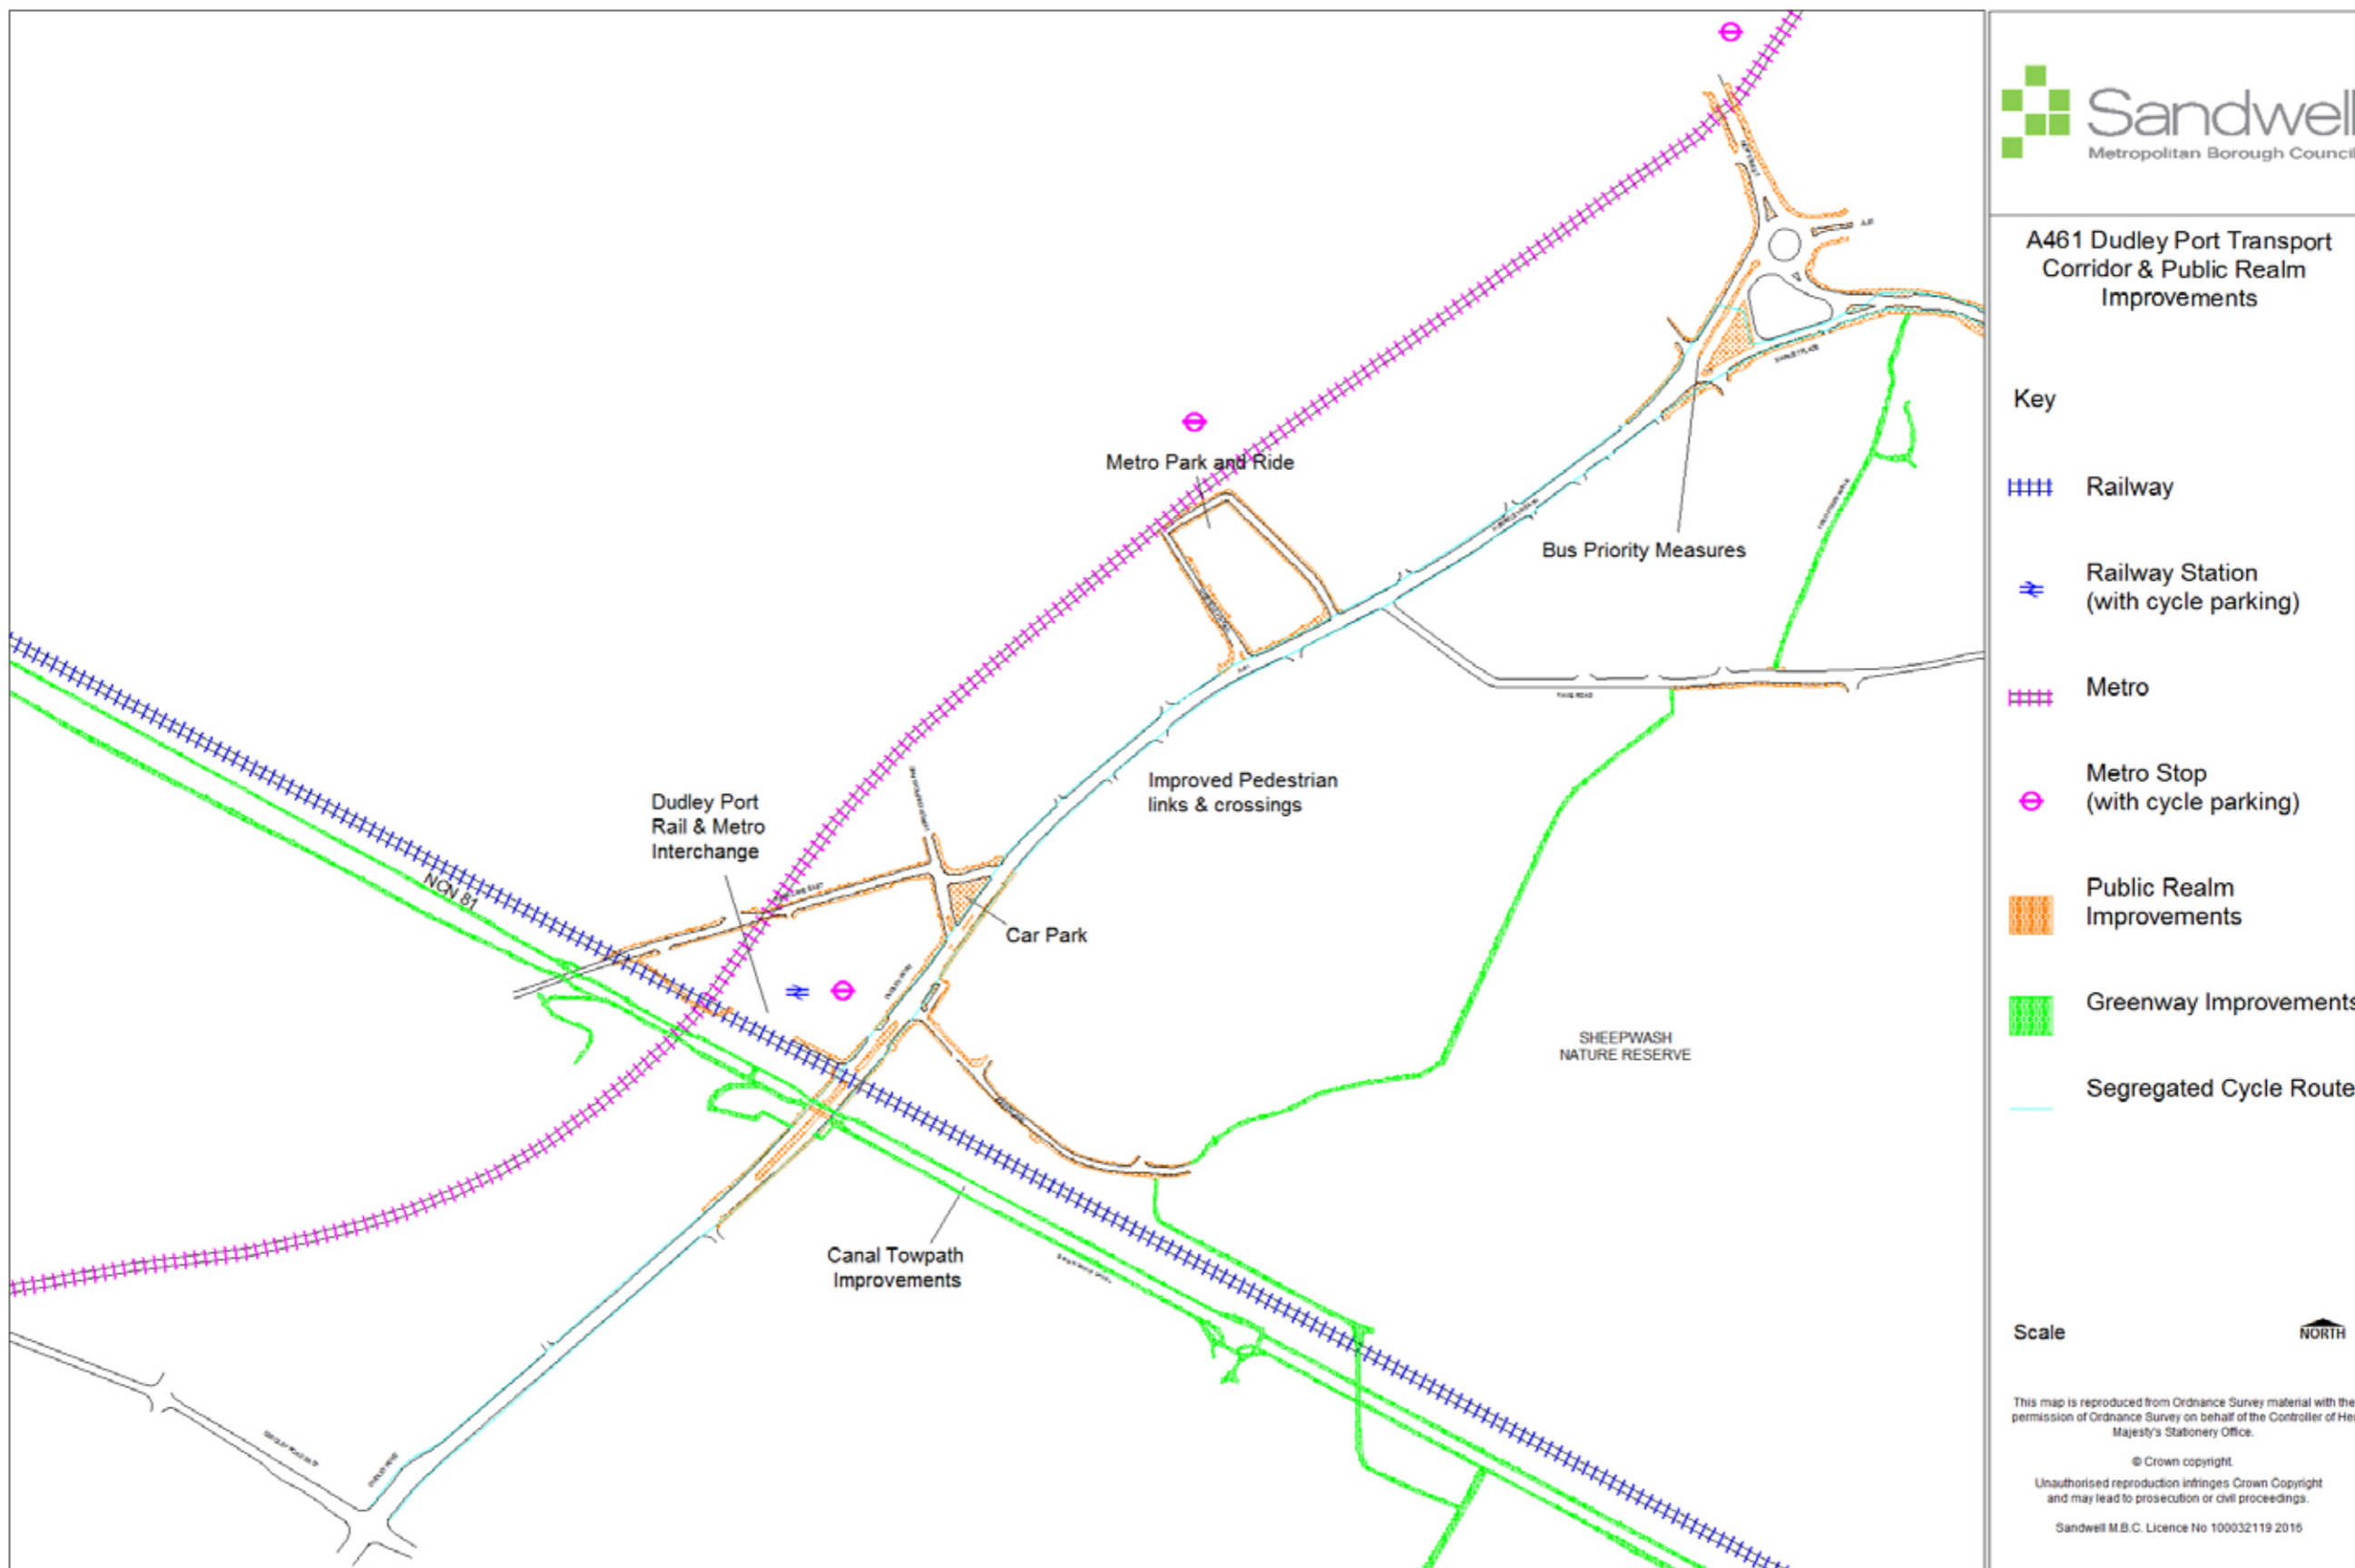 Sandwell
Metropolitan Borough Council
A461 Dudley Port Transport
Corridor & Public Realm
Improvements
Key
Railway
Railway Station
(with cycle parking)
Metro
Metro Stop
(with cycle parking)
Public Realm
Improvements
Greenway Improvements
Segregated Cycle Route
Scale
NORTH
This map is reproduced from Ordnance Survey material with the
permission of Ordnance Survey on behalf of the Controller of Her
Majesty's Stationery Office.
© Crown copyright.
Unauthorised reproduction infringes Crown Copyright
and may lead to prosecution or civil proceedings.
Sandwell M.B.C. Licence No 100032119 2016
Metro Park and Ride
Bus Priority Measures
Improved Pedestrian
links & crossings
Dudley Port
Rail & Metro
Interchange
NCN 81
Car Park
SHEEPWASH
NATURE RESERVE
Canal Towpath
Improvements